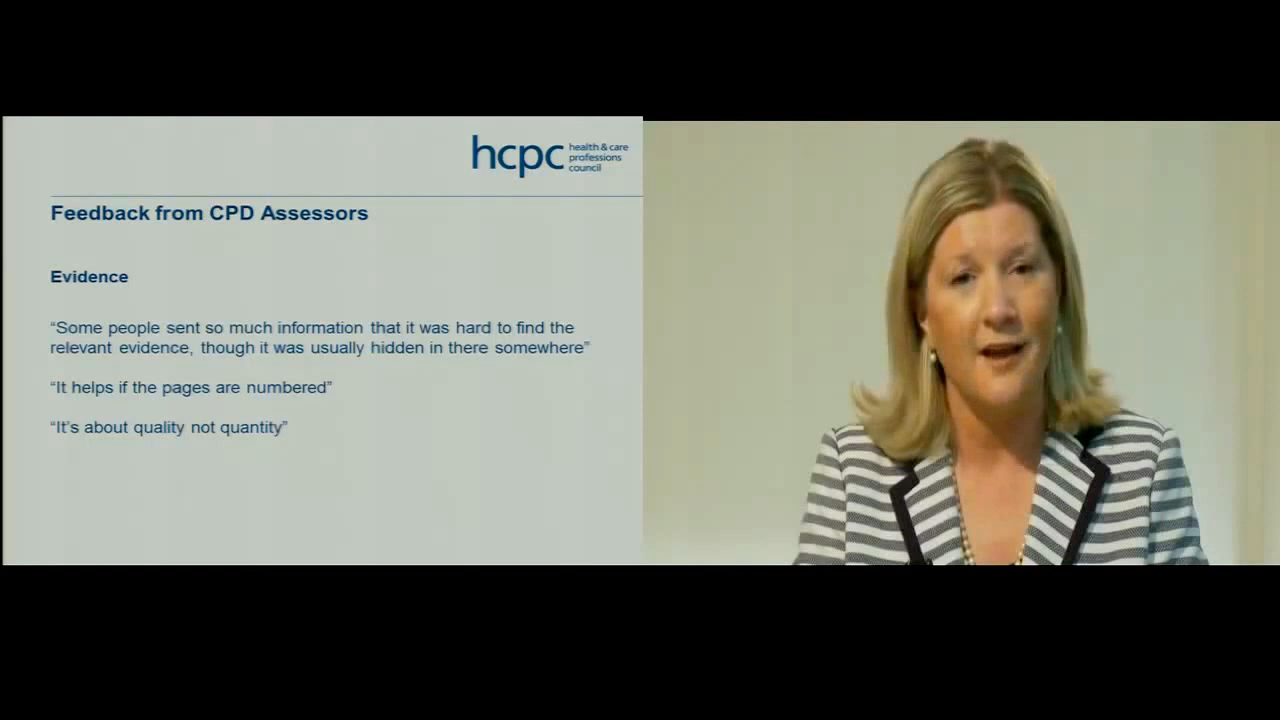 hcpc health & care
professions
council
Feedback from CPD Assessors
Evidence
“Some people sent so much information that it was hard to find the
relevant evidence, though it was usually hidden in there somewhere”
“It helps if the pages are numbered”
“It’s about quality not quantity”